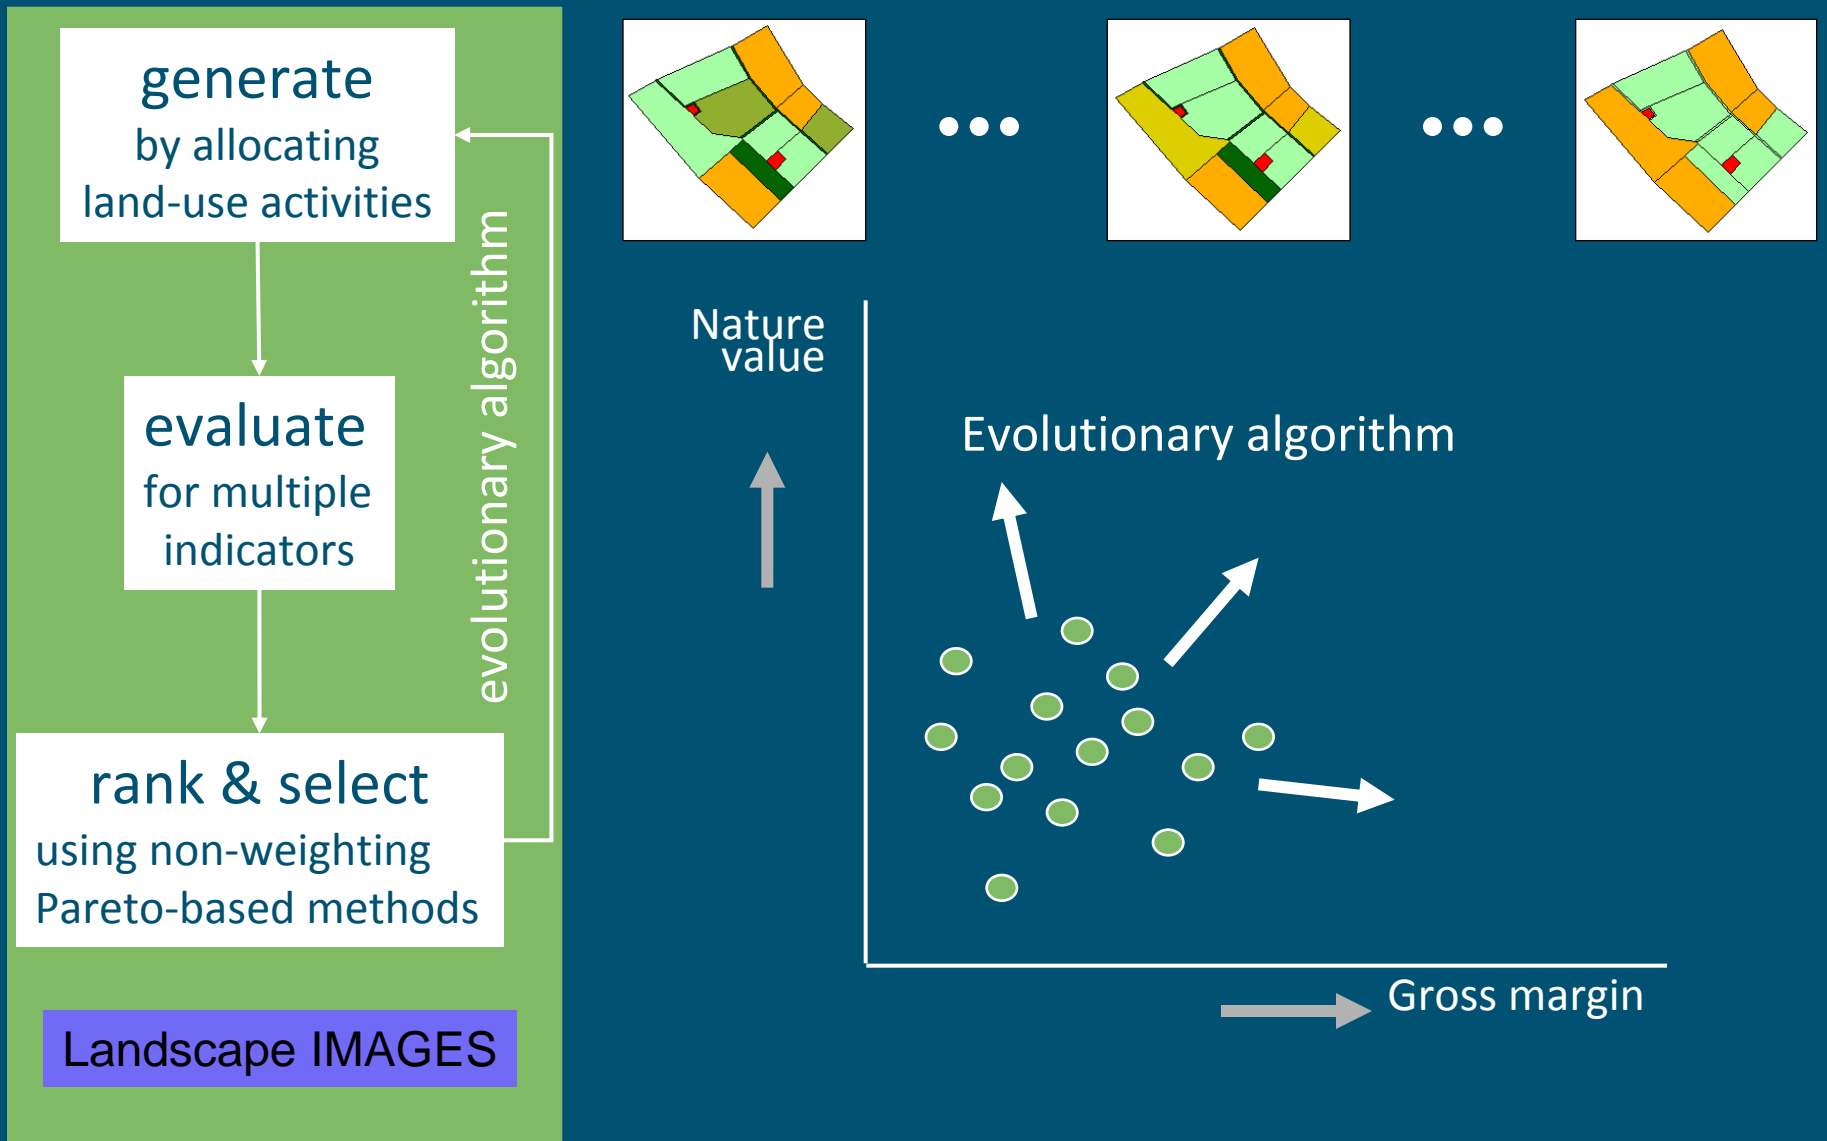 generate
by allocating
land-use activities
evaluate
for multiple
indicators
rank & select
using non-weighting
Pareto-based methods
evolutionary algorithm
Landscape IMAGES
Nature
value
Evolutionary algorithm
Gross margin